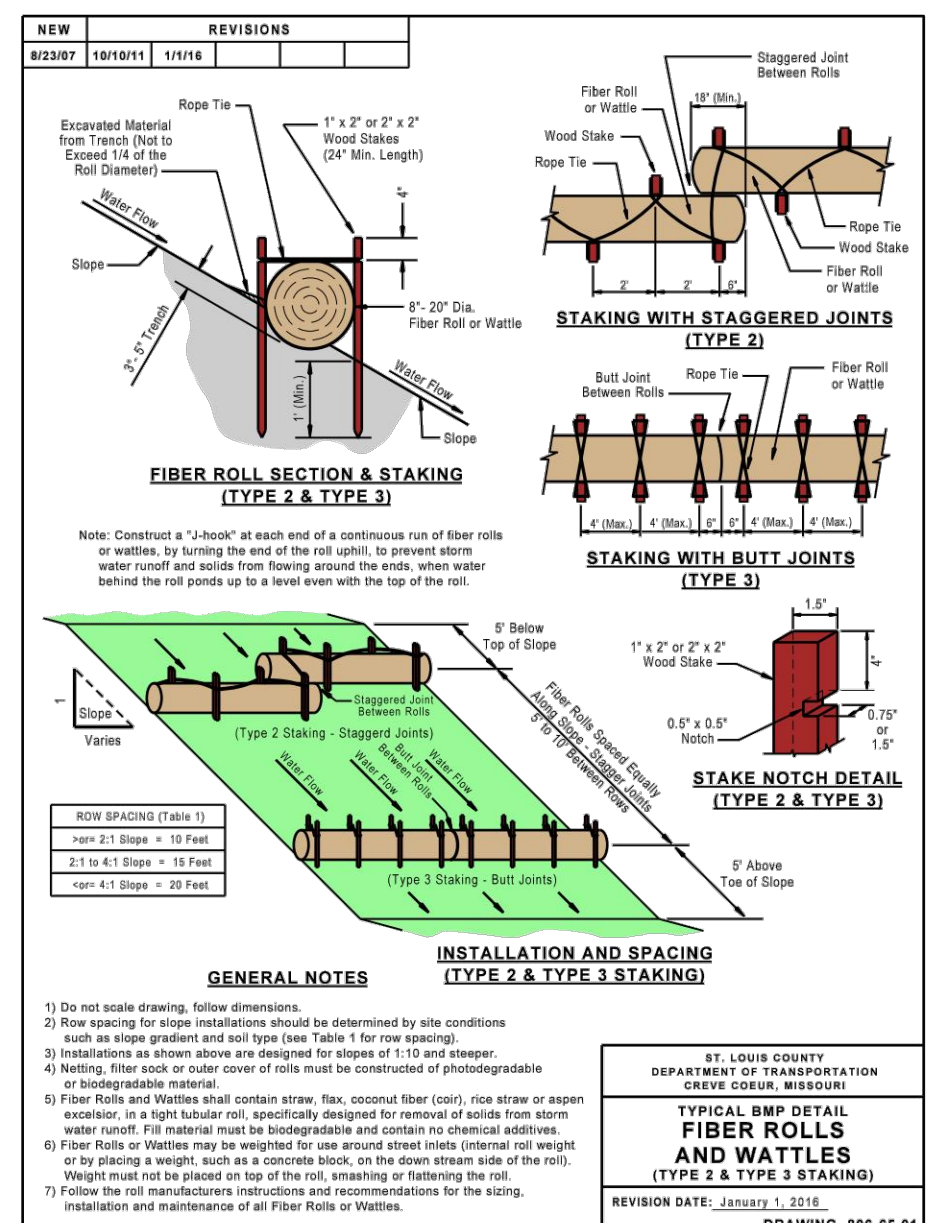 NEW
REVISIONS
8/23/07 10/10/11 1/1/16
Rope Tie
Excavated Material
from Trench (Not to
Exceed 1/4 of the
Roll Diameter)
1" x 2" or 2" x 2"
Wood Stakes
(24" Min. Length)
4"
Water Flow
Slope
3"- 5" Trench
8"- 20" Dia.
Fiber Roll or Wattle
1' (Min.)
Water Flow
Slope
FIBER ROLL SECTION & STAKING
(TYPE 2 & TYPE 3)
Staggered Joint
Between Rolls
Fiber Roll
or Wattle
18" (Min.)
Wood Stake
Rope Tie
Rope Tie
Wood Stake
Fiber Roll
or Wattle
2' 2' 6"
STAKING WITH STAGGERED JOINTS
(TYPE 2)
Butt Joint
Between Rolls
Rope Tie
Fiber Roll
or Wattle
4' (Max.) 4' (Max.) 6" 6" 4' (Max.) 4' (Max.)
STAKING WITH BUTT JOINTS
(TYPE 3)
Note: Construct a "J-hook" at each end of a continuous run of fiber rolls
or wattles, by turning the end of the roll uphill, to prevent storm
water runoff and solids from flowing around the ends, when water
behind the roll ponds up to a level even with the top of the roll.
5' Below
Top of Slope
1
Slope
Varies
Staggered Joint
Between Rolls
(Type 2 Staking - Staggerd Joints)
Fiber Rolls Spaced Equally
Along Slope - Stagger Joints
5' to 10' Between Rows
Water Flow
Water Flow
Butt Joint
Between Rolls
Water Flow
(Type 3 Staking - Butt Joints)
5' Above
Toe of Slope
1.5"
1" x 2" or 2" x 2"
Wood Stake
4"
0.5" x 0.5"
Notch
0.75"
or
1.5"
STAKE NOTCH DETAIL
(TYPE 2 & TYPE 3)
ROW SPACING (Table 1)
>or= 2:1 Slope = 10 Feet
2:1 to 4:1 Slope = 15 Feet
<or= 4:1 Slope = 20 Feet
INSTALLATION AND SPACING
(TYPE 2 & TYPE 3 STAKING)
GENERAL NOTES
1) Do not scale drawing, follow dimensions.
2) Row spacing for slope installations should be determined by site conditions
such as slope gradient and soil type (see Table 1 for row spacing).
3) Installations as shown above are designed for slopes of 1:10 and steeper.
4) Netting, filter sock or outer cover of rolls must be constructed of photodegradable
or biodegradable material.
5) Fiber Rolls and Wattles shall contain straw, flax, coconut fiber (coir), rice straw or aspen
excelsior, in a tight tubular roll, specifically designed for removal of solids from storm
water runoff. Fill material must be biodegradable and contain no chemical additives.
6) Fiber Rolls or Wattles may be weighted for use around street inlets (internal roll weight
or by placing a weight, such as a concrete block, on the down stream side of the roll).
Weight must not be placed on top of the roll, smashing or flattening the roll.
7) Follow the roll manufacturers instructions and recommendations for the sizing,
installation and maintenance of all Fiber Rolls or Wattles.
ST. LOUIS COUNTY
DEPARTMENT OF TRANSPORTATION
CREVE COEUR, MISSOURI
TYPICAL BMP DETAIL
FIBER ROLLS
AND WATTLES
(TYPE 2 & TYPE 3 STAKING)
REVISION DATE: January 1, 2016
DRAWING